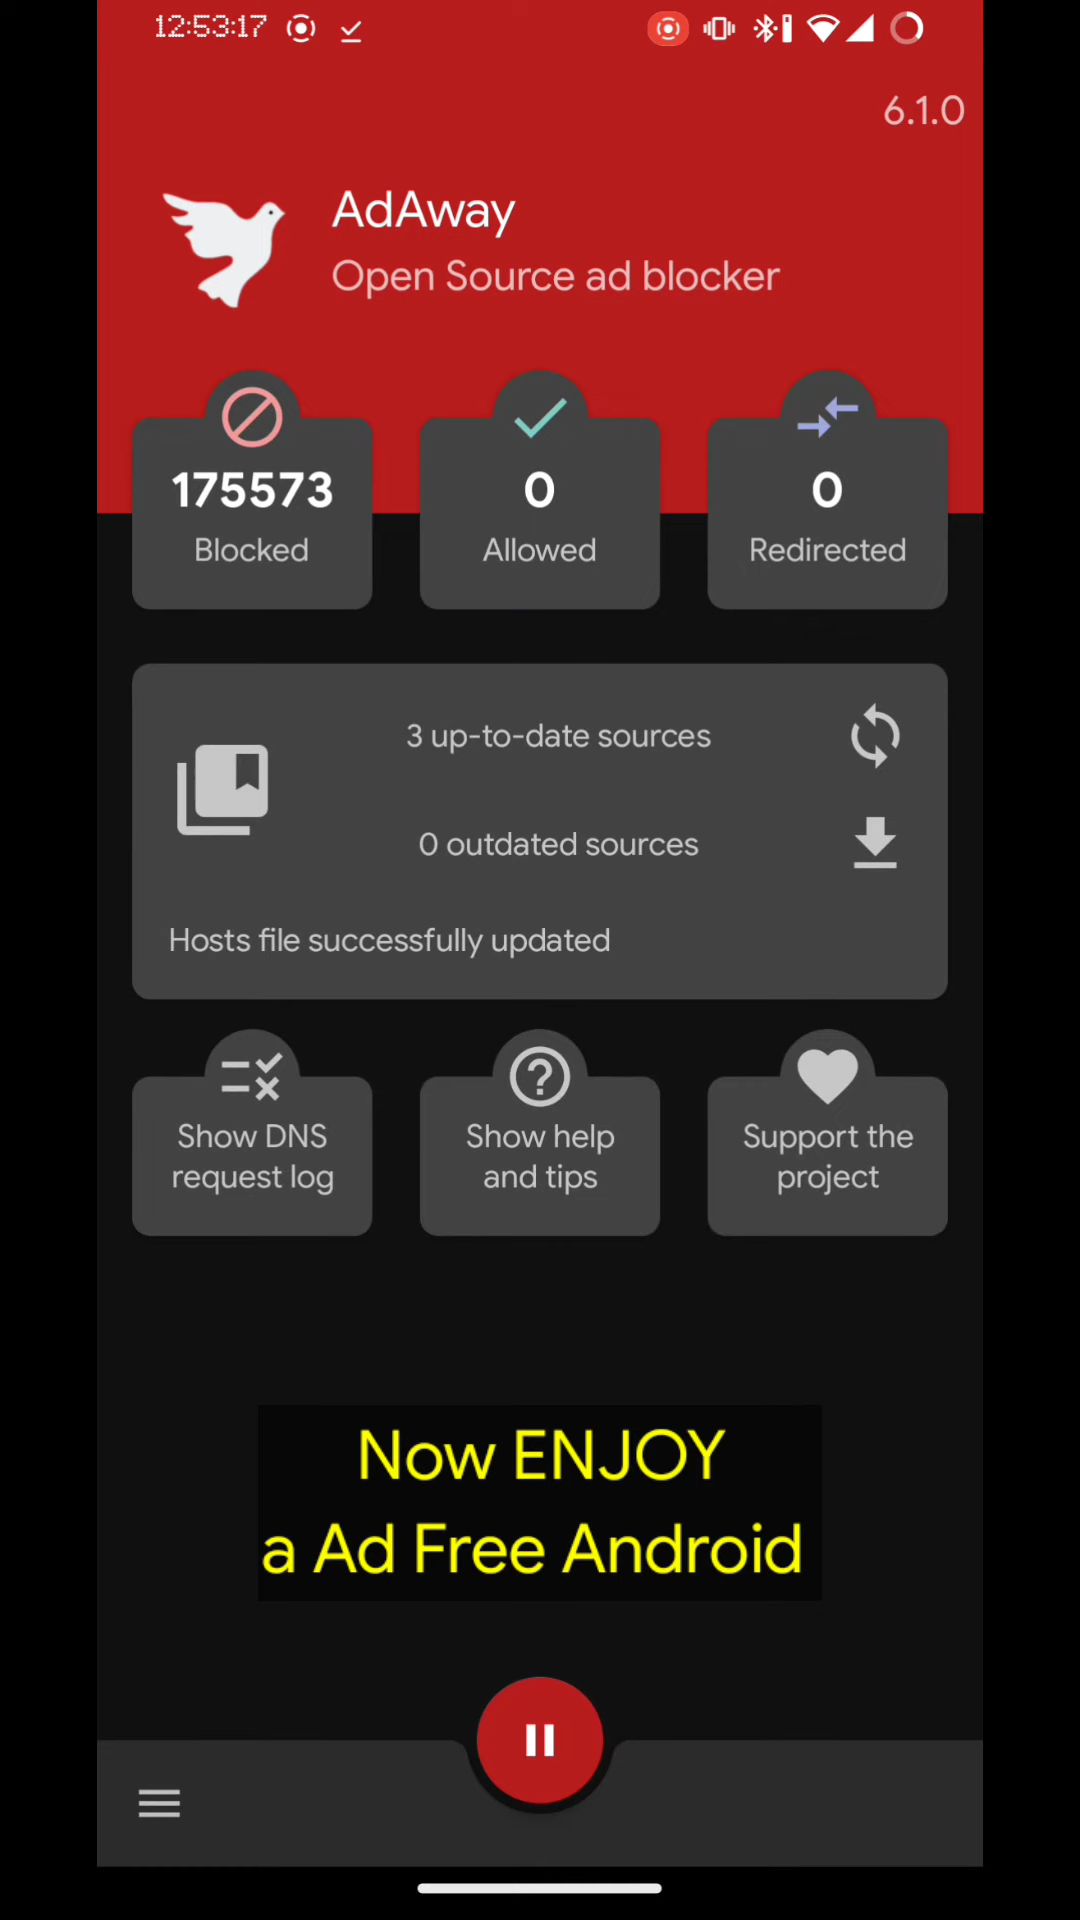 12:53:17
6.1.0
AdAway
Open Source ad blocker
175573
Blocked
0
Allowed
0
Redirected
3 up-to-date sources
0 outdated sources
Hosts file successfully updated
Show DNS
request log
Show help
and tips
Support the
project
Now ENJOY
a Ad Free Android